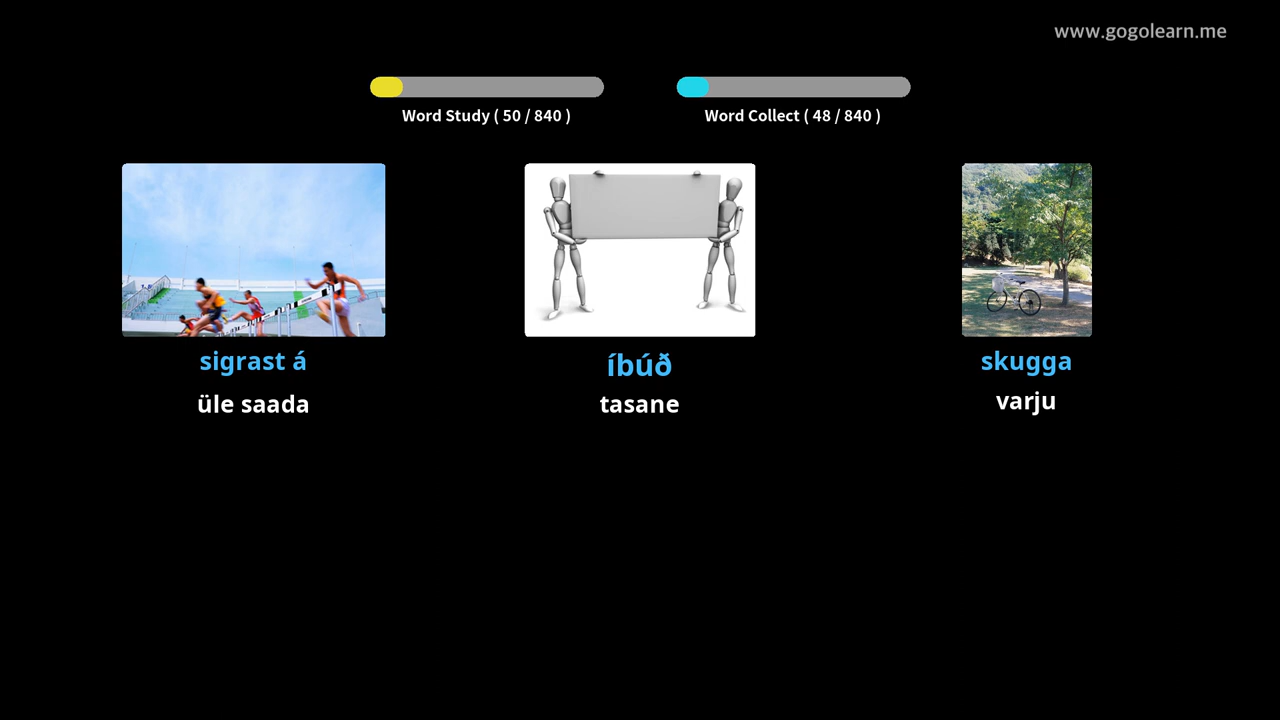 www.gogolearn.me
Word Study ( 50 / 840 )
Word Collect ( 48 / 840 )
sigrast á
íbúð
skugga
üle saada
tasane
varju